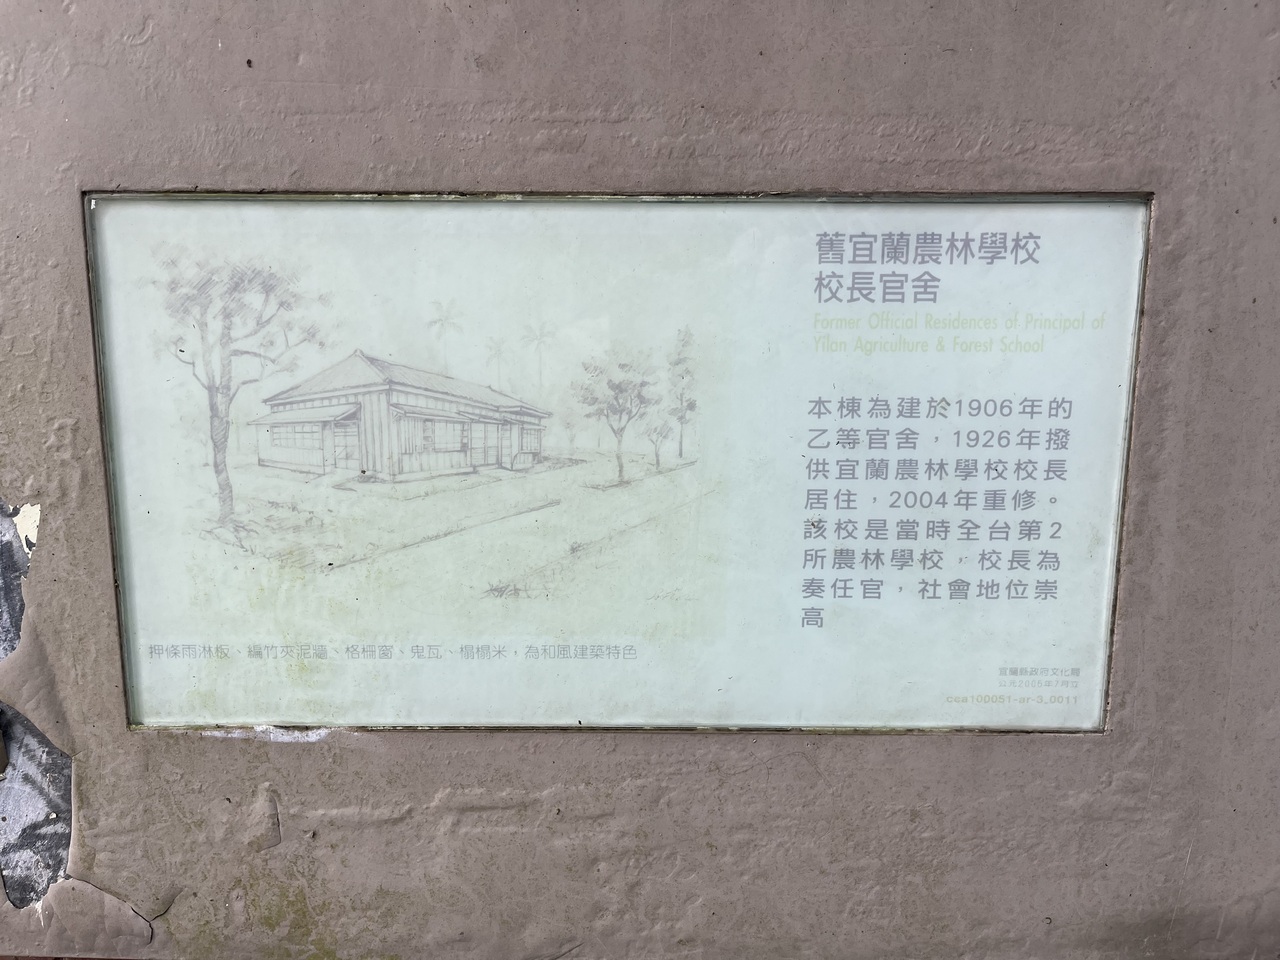 舊宜蘭農林學校
校長官舍
Former Official Residences of Principal of
Yilan Agriculture & Forest School
本棟為建於1906年的
乙等官舍，1926年撥
供宜蘭農林學校校長
居住，2004年重修。
該校是當時全台第2
所農林學校，校長為
奏任官，社會地位崇
高
押條雨淋板、編竹夾泥牆、格柵窗、鬼瓦、榻榻米，為和風建築特色
宜蘭縣政府文化局
cca100051-ar-3_0011